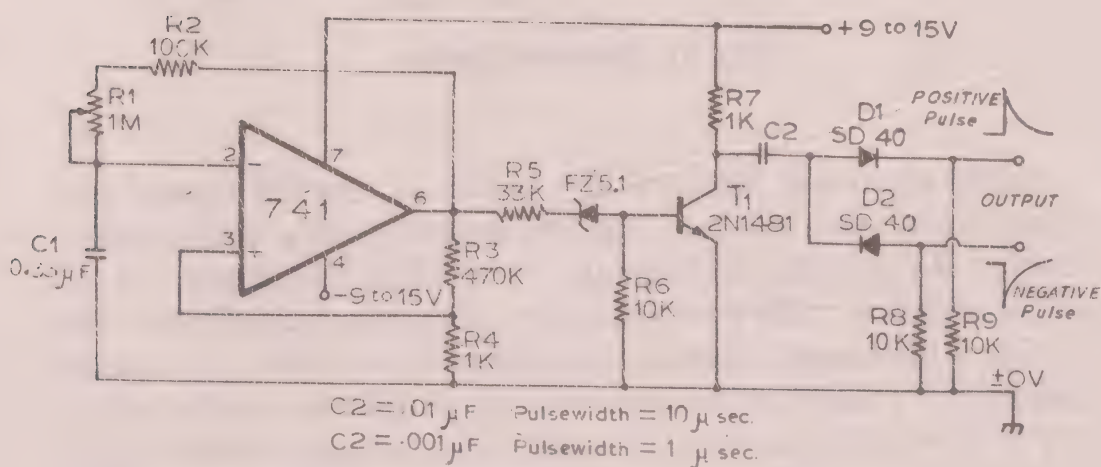 R2
100K
+ 9 to 15V
R1
1M
R7
1K
C2
POSITIVE
Pulse
D1
SD 40
2
−
7
741
6
3
+
4
− 9 to 15V
R5
33K
FZ5.1
T1
2N1481
D2
SD 40
OUTPUT
C1
R3
470K
R6
10K
NEGATIVE
Pulse
R4
1K
R8
10K
R9
10K
±0V
C2 = .01 µF Pulsewidth = 10 µ sec.
C2 = .001 µF Pulsewidth = 1 µ sec.